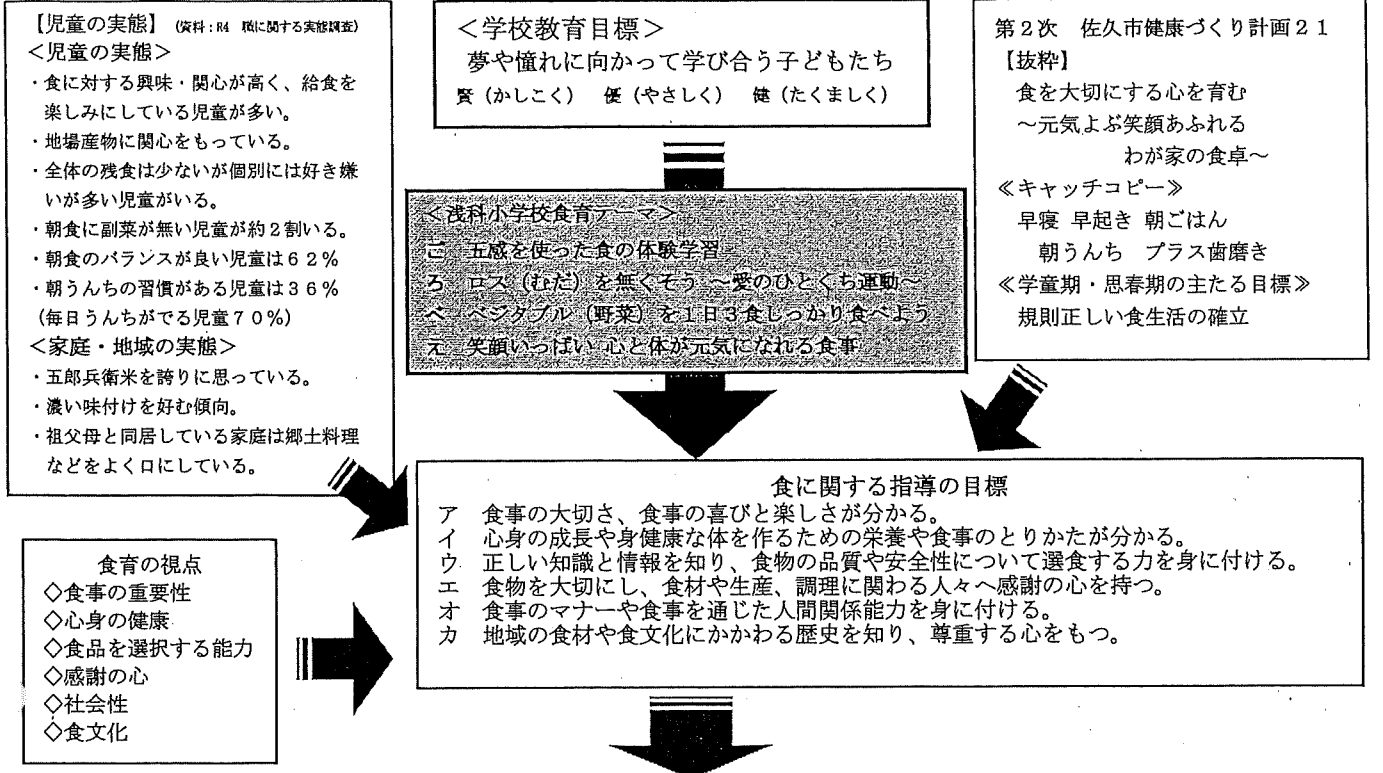 【児童の実態】 (資料：R4 職に関する実態調査)
＜児童の実態＞
・食に対する興味・関心が高く、給食を
楽しみにしている児童が多い。
・地場産物に関心をもっている。
・全体の残食は少ないが個別には好き嫌
いが多い児童がいる。
・朝食に副菜が無い児童が約２割いる。
・朝食のバランスが良い児童は６２％
・朝うんちの習慣がある児童は３６％
（毎日うんちがでる児童７０％）
＜家庭・地域の実態＞
・五郎兵衛米を誇りに思っている。
・濃い味付けを好む傾向。
・祖父母と同居している家庭は郷土料理
などをよく口にしている。
＜学校教育目標＞
夢や憧れに向かって学び合う子どもたち
賢（かしこく） 優（やさしく） 健（たくましく）
第２次 佐久市健康づくり計画２１
【抜粋】
食を大切にする心を育む
～元気よぶ笑顔あふれる
わが家の食卓～
≪キャッチコピー≫
早寝 早起き 朝ごはん
朝うんち プラス歯磨き
≪学童期・思春期の主たる目標≫
規則正しい食生活の確立
＜浅科小学校食育テーマ＞
ご 五感を使った食の体験学習
ろ ロス（むだ）を無くそう ～愛のひとくち運動～
べ ベジタブル（野菜）を１日３食しっかり食べよう
え 笑顔いっぱい 心と体が元気になれる食事
食に関する指導の目標
ア 食事の大切さ、食事の喜びと楽しさが分かる。
イ 心身の成長や身健康な体を作るための栄養や食事のとりかたが分かる。
ウ 正しい知識と情報を知り、食物の品質や安全性について選食する力を身に付ける。
エ 食物を大切にし、食材や生産、調理に関わる人々へ感謝の心を持つ。
オ 食事のマナーや食事を通じた人間関係能力を身に付ける。
カ 地域の食材や食文化にかかわる歴史を知り、尊重する心をもつ。
食育の視点
◇食事の重要性
◇心身の健康
◇食品を選択する能力
◇感謝の心
◇社会性
◇食文化